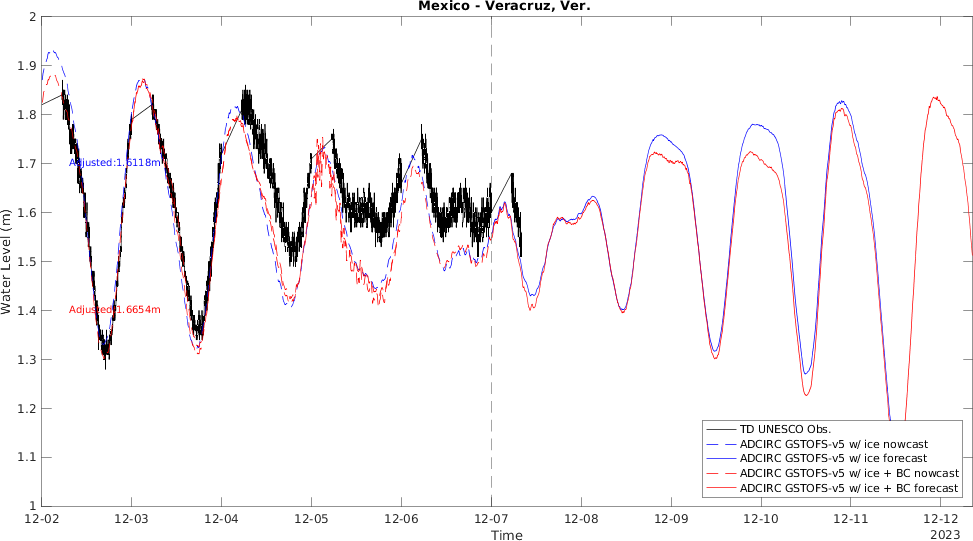 Mexico - Veracruz, Ver.
2
1.9
1.8
1.7
1.6
1.5
1.4
1.3
1.2
1.1
1
Water Level (m)
Adjusted:1.6118m
Adjusted:1.6654m
TD UNESCO Obs.
ADCIRC GSTOFS-v5 w/ ice nowcast
ADCIRC GSTOFS-v5 w/ ice forecast
ADCIRC GSTOFS-v5 w/ ice + BC nowcast
ADCIRC GSTOFS-v5 w/ ice + BC forecast
12-02 12-03 12-04 12-05 12-06 12-07 12-08 12-09 12-10 12-11 12-12
2023
Time